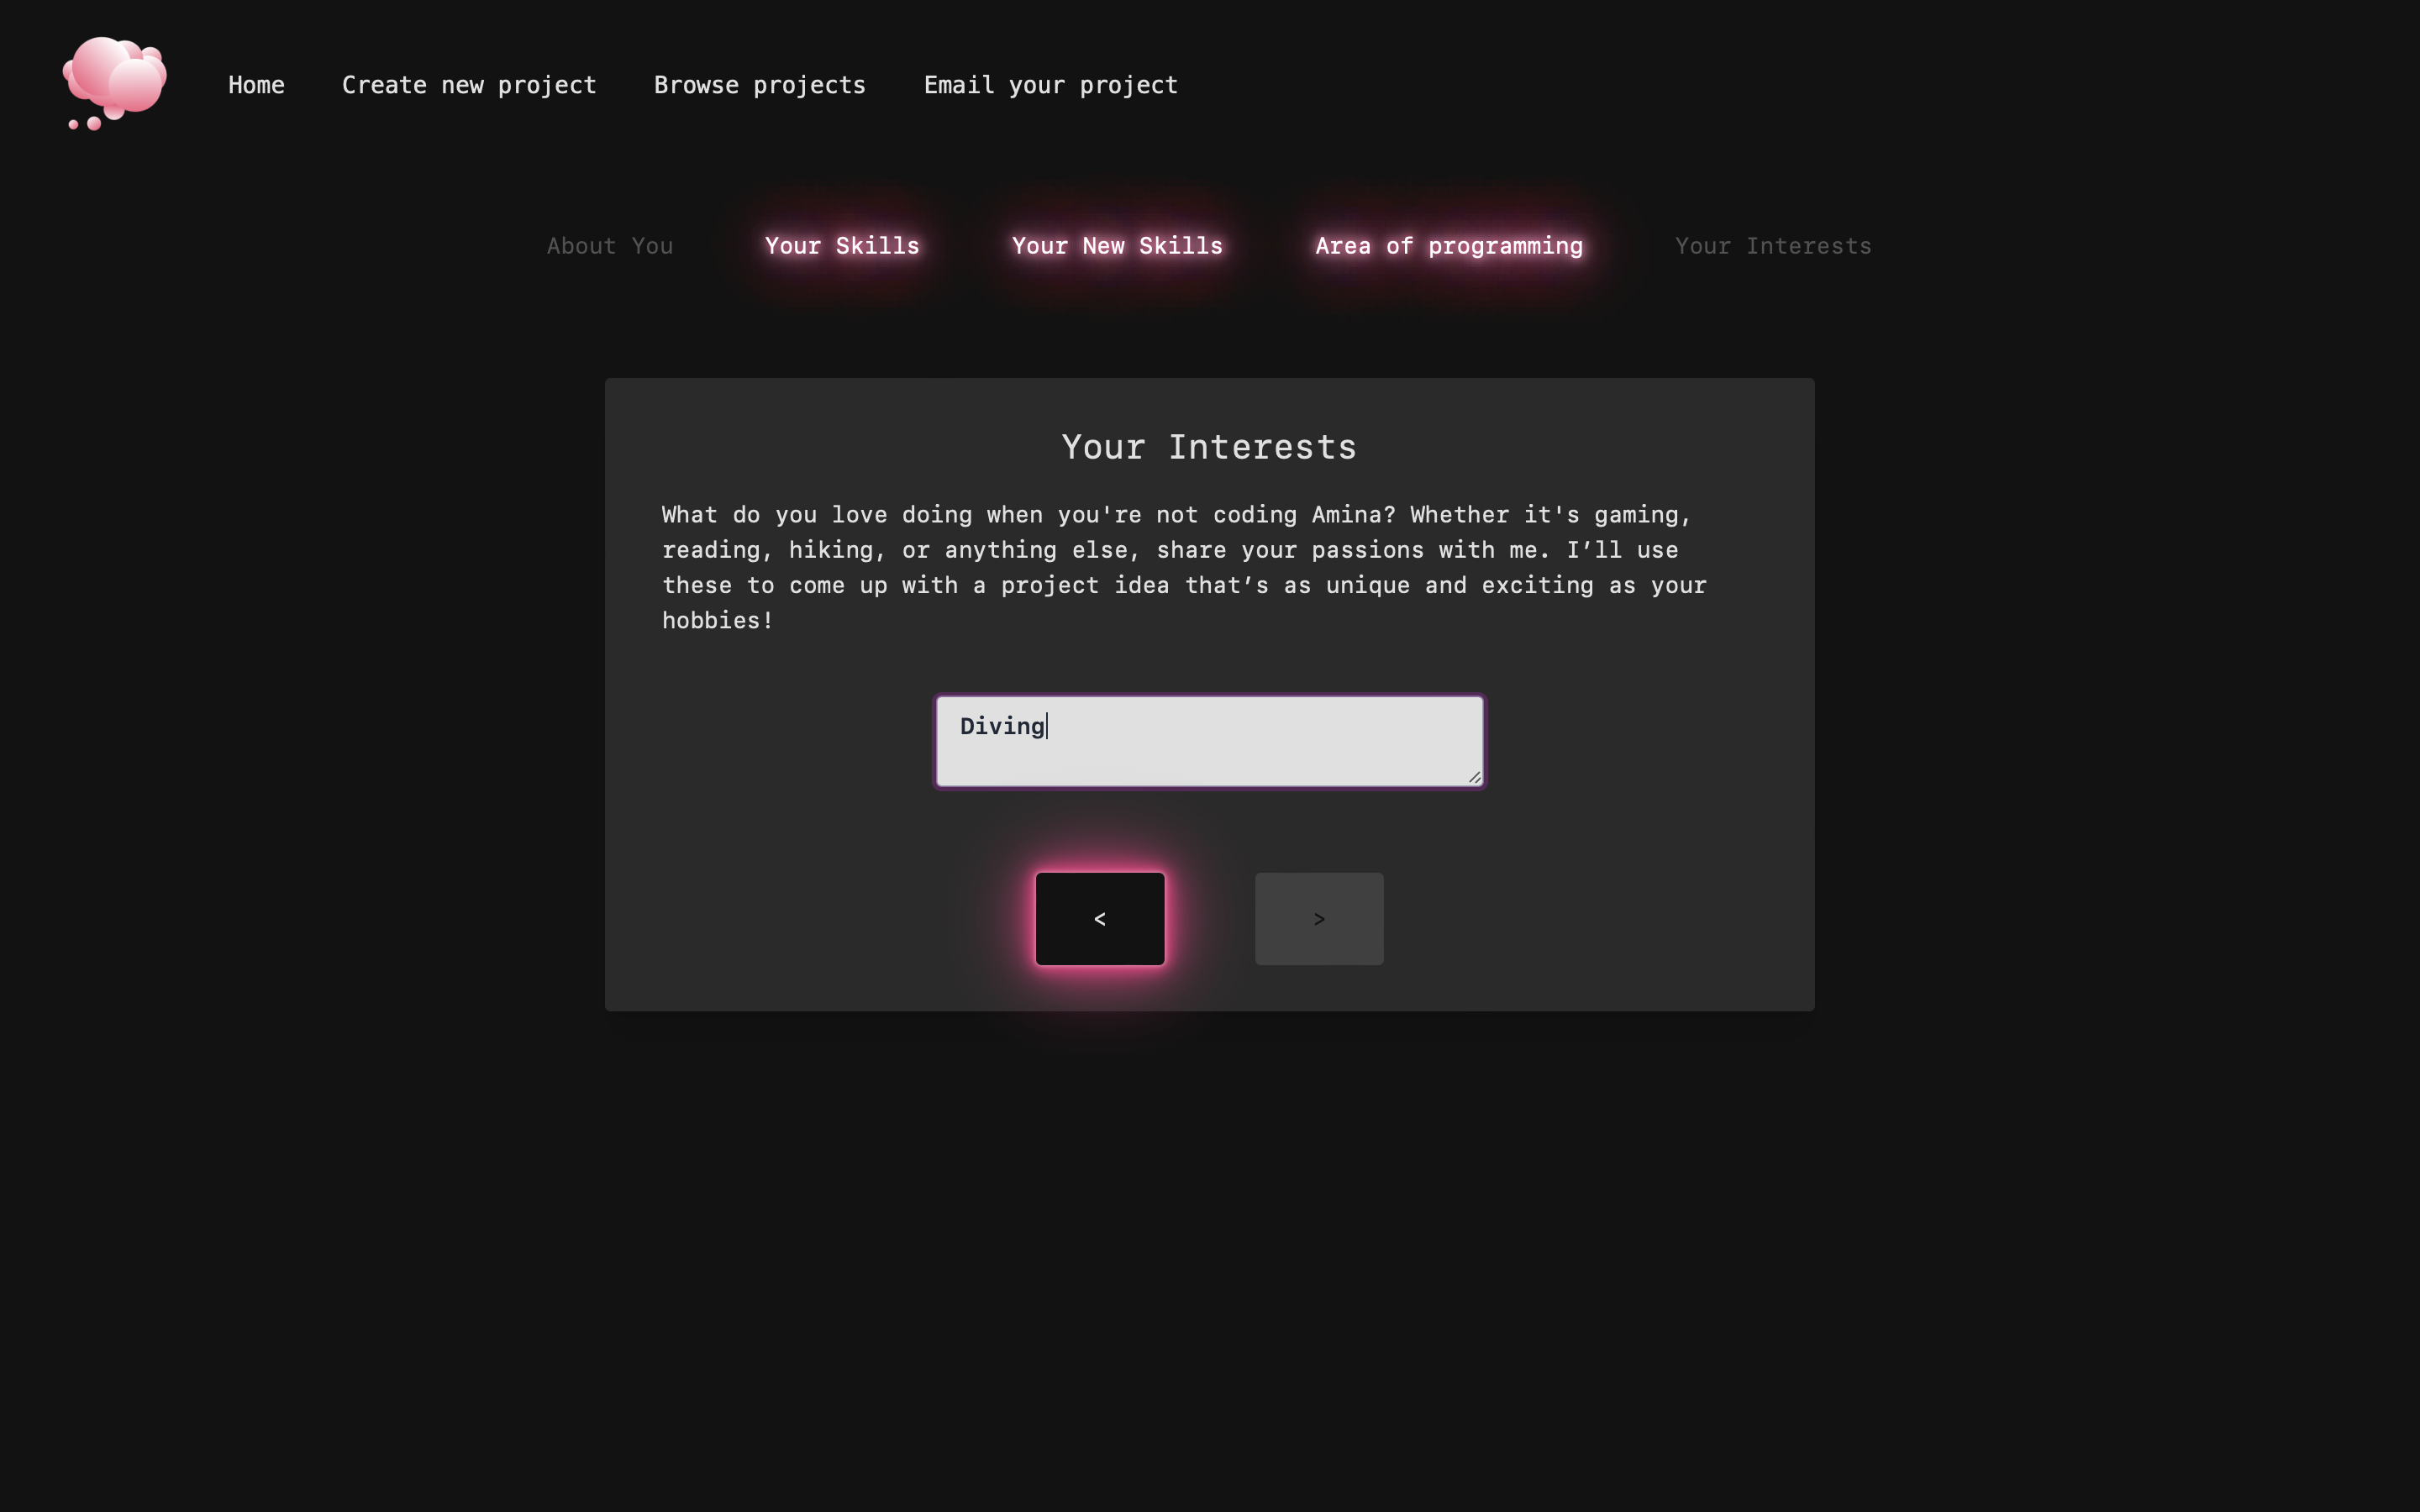 Home Create new project Browse projects Email your project
About You Your Skills Your New Skills Area of programming Your Interests
Your Interests
What do you love doing when you're not coding Amina? Whether it's gaming,
reading, hiking, or anything else, share your passions with me. I’ll use
these to come up with a project idea that’s as unique and exciting as your
hobbies!
Diving
< >